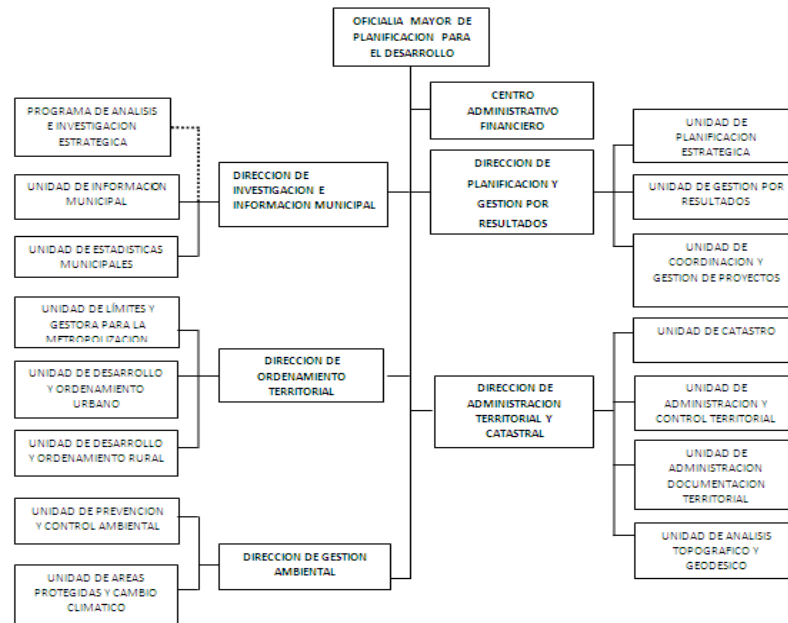 OFICIALIA MAYOR DE
PLANIFICACION PARA
EL DESARROLLO
CENTRO
ADMINISTRATIVO
FINANCIERO
PROGRAMA DE ANALISIS
E INVESTIGACION
ESTRATEGICA
UNIDAD DE INFORMACION
MUNICIPAL
UNIDAD DE ESTADISTICAS
MUNICIPALES
DIRECCION DE
INVESTIGACION E
INFORMACION MUNICIPAL
DIRECCION DE
PLANIFICACION Y
GESTION POR
RESULTADOS
UNIDAD DE
PLANIFICACION
ESTRATEGICA
UNIDAD DE GESTION POR
RESULTADOS
UNIDAD DE
COORDINACION Y
GESTION DE PROYECTOS
UNIDAD DE LÍMITES Y
GESTORA PARA LA
METROPOLIZACION
UNIDAD DE DESARROLLO
Y ORDENAMIENTO
URBANO
UNIDAD DE DESARROLLO
Y ORDENAMIENTO RURAL
DIRECCION DE
ORDENAMIENTO
TERRITORIAL
DIRECCION DE
ADMINISTRACION
TERRITORIAL Y
CATASTRAL
UNIDAD DE CATASTRO
UNIDAD DE
ADMINISTRACION Y
CONTROL TERRITORIAL
UNIDAD DE
ADMINISTRACION
DOCUMENTACION
TERRITORIAL
UNIDAD DE ANALISIS
TOPOGRAFICO Y
GEODESICO
UNIDAD DE PREVENCION
Y CONTROL AMBIENTAL
UNIDAD DE AREAS
PROTEGIDAS Y CAMBIO
CLIMATICO
DIRECCION DE GESTION
AMBIENTAL